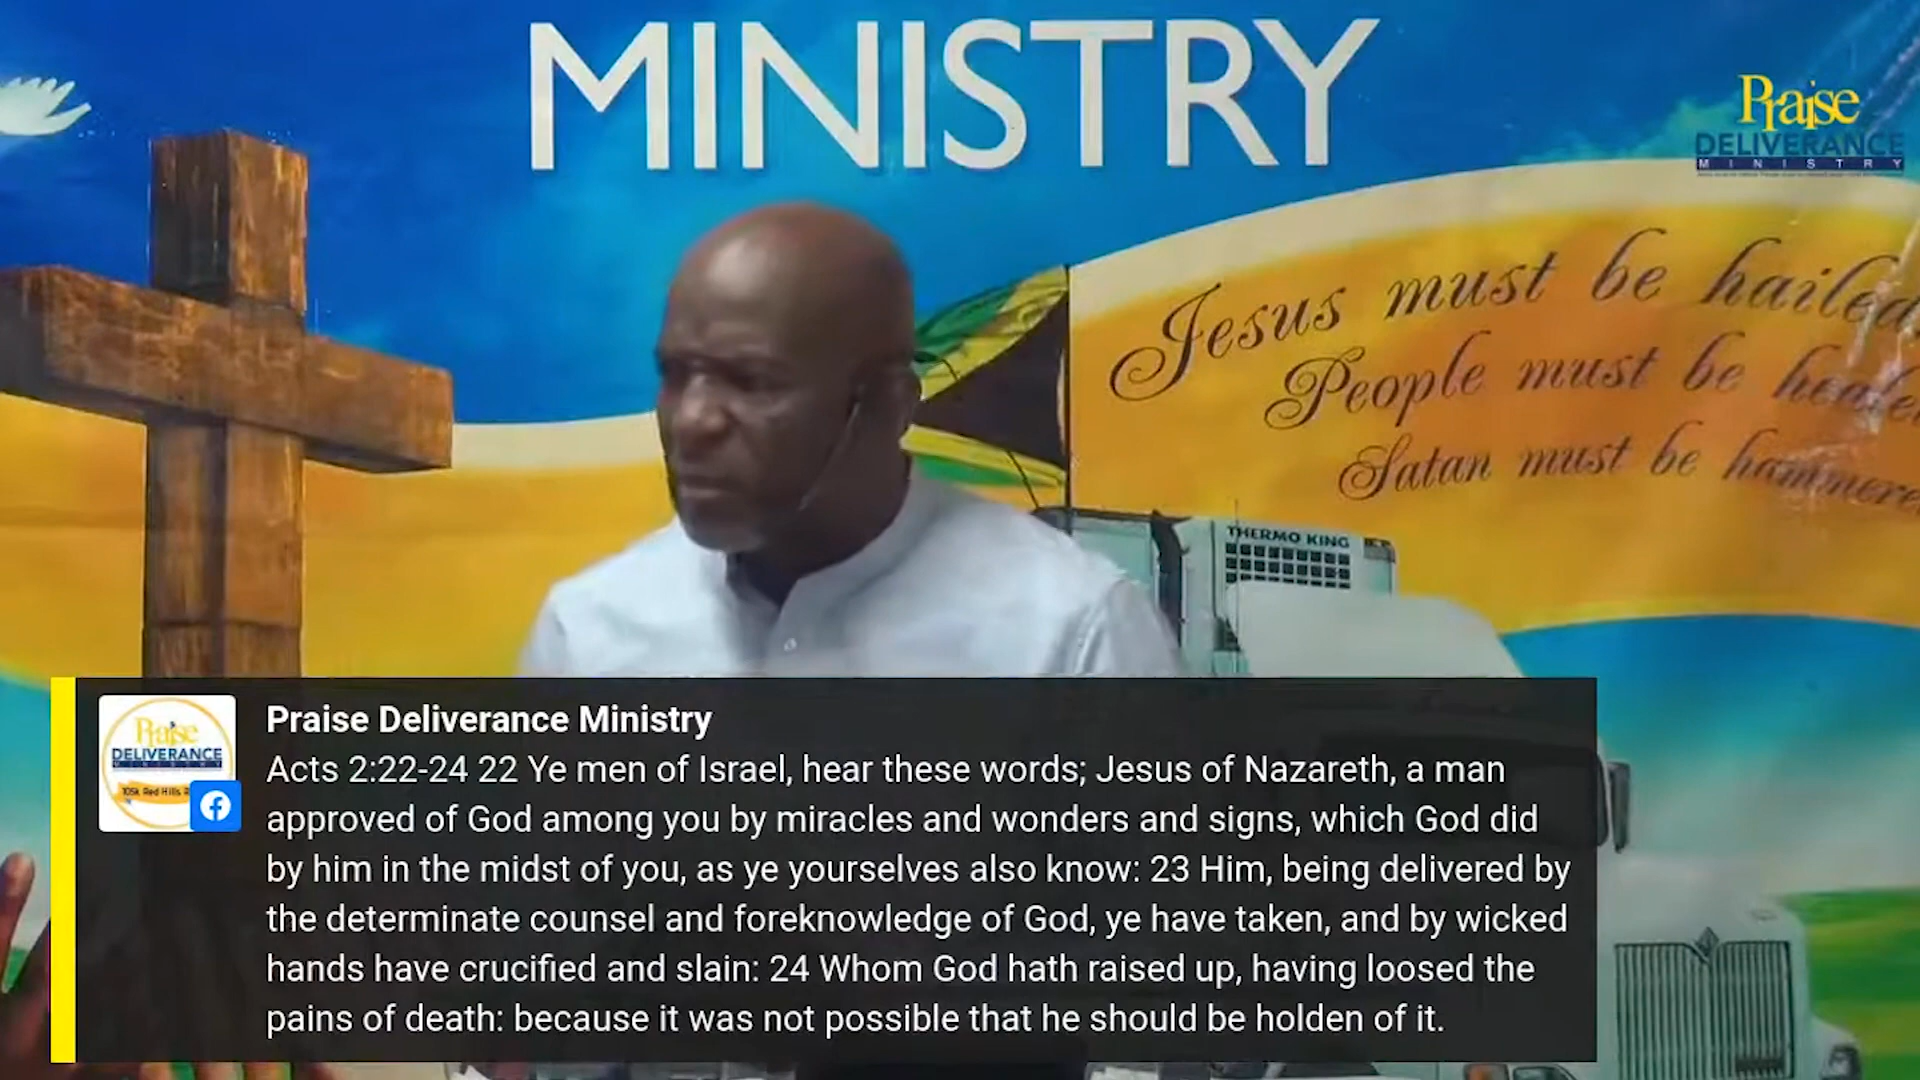 MINISTRY
Praise
DELIVERANCE
MINISTRY
Jesus must be hailed
People must be
Satan must be
THERMO KING
Praise
DELIVERANCE
105k Red Hills
Praise Deliverance Ministry
Acts 2:22-24 22 Ye men of Israel, hear these words; Jesus of Nazareth, a man
approved of God among you by miracles and wonders and signs, which God did
by him in the midst of you, as ye yourselves also know: 23 Him, being delivered by
the determinate counsel and foreknowledge of God, ye have taken, and by wicked
hands have crucified and slain: 24 Whom God hath raised up, having loosed the
pains of death: because it was not possible that he should be holden of it.